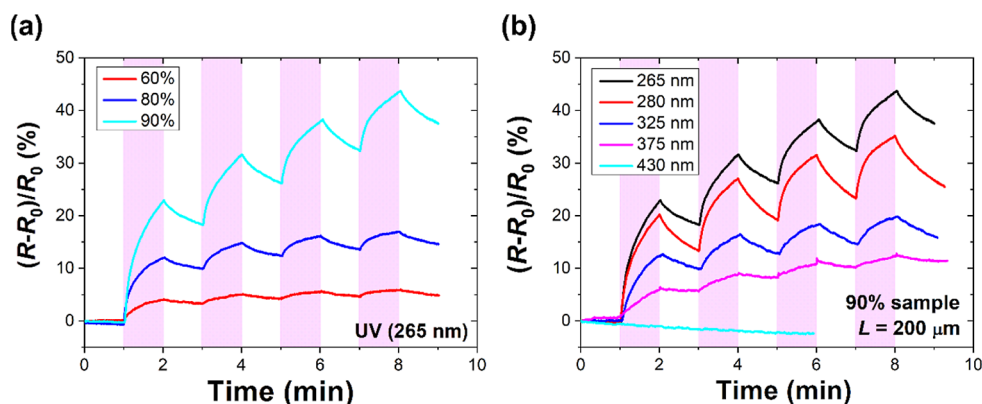 (a)
(b)
50
40
30
20
10
0
(R-R₀)/R₀ (%)
60%
80%
90%
UV (265 nm)
0 2 4 6 8 10
Time (min)
50
40
30
20
10
0
(R-R₀)/R₀ (%)
265 nm
280 nm
325 nm
375 nm
430 nm
90% sample
L = 200 μm
0 2 4 6 8 10
Time (min)